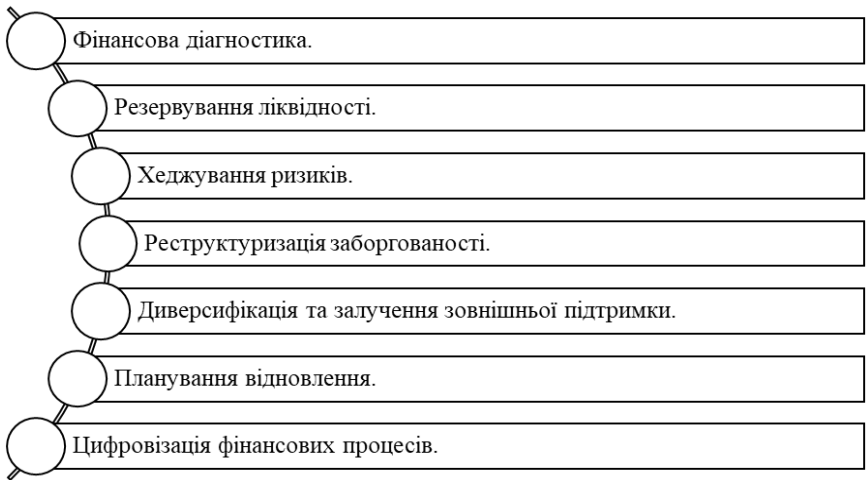 Фінансова діагностика.
Резервування ліквідності.
Хеджування ризиків.
Реструктуризація заборгованості.
Диверсифікація та залучення зовнішньої підтримки.
Планування відновлення.
Цифровізація фінансових процесів.